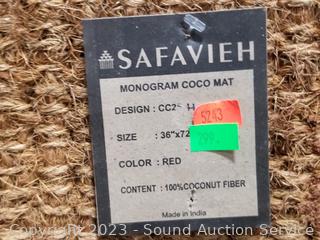 SAFAVIEH
MONOGRAM COCO MAT
DESIGN : CC2
5243
SIZE : 36"x72
299.
COLOR : RED
CONTENT : 100%COCONUT FIBER
Made in India
Copyright © 2023 - Sound Auction Service